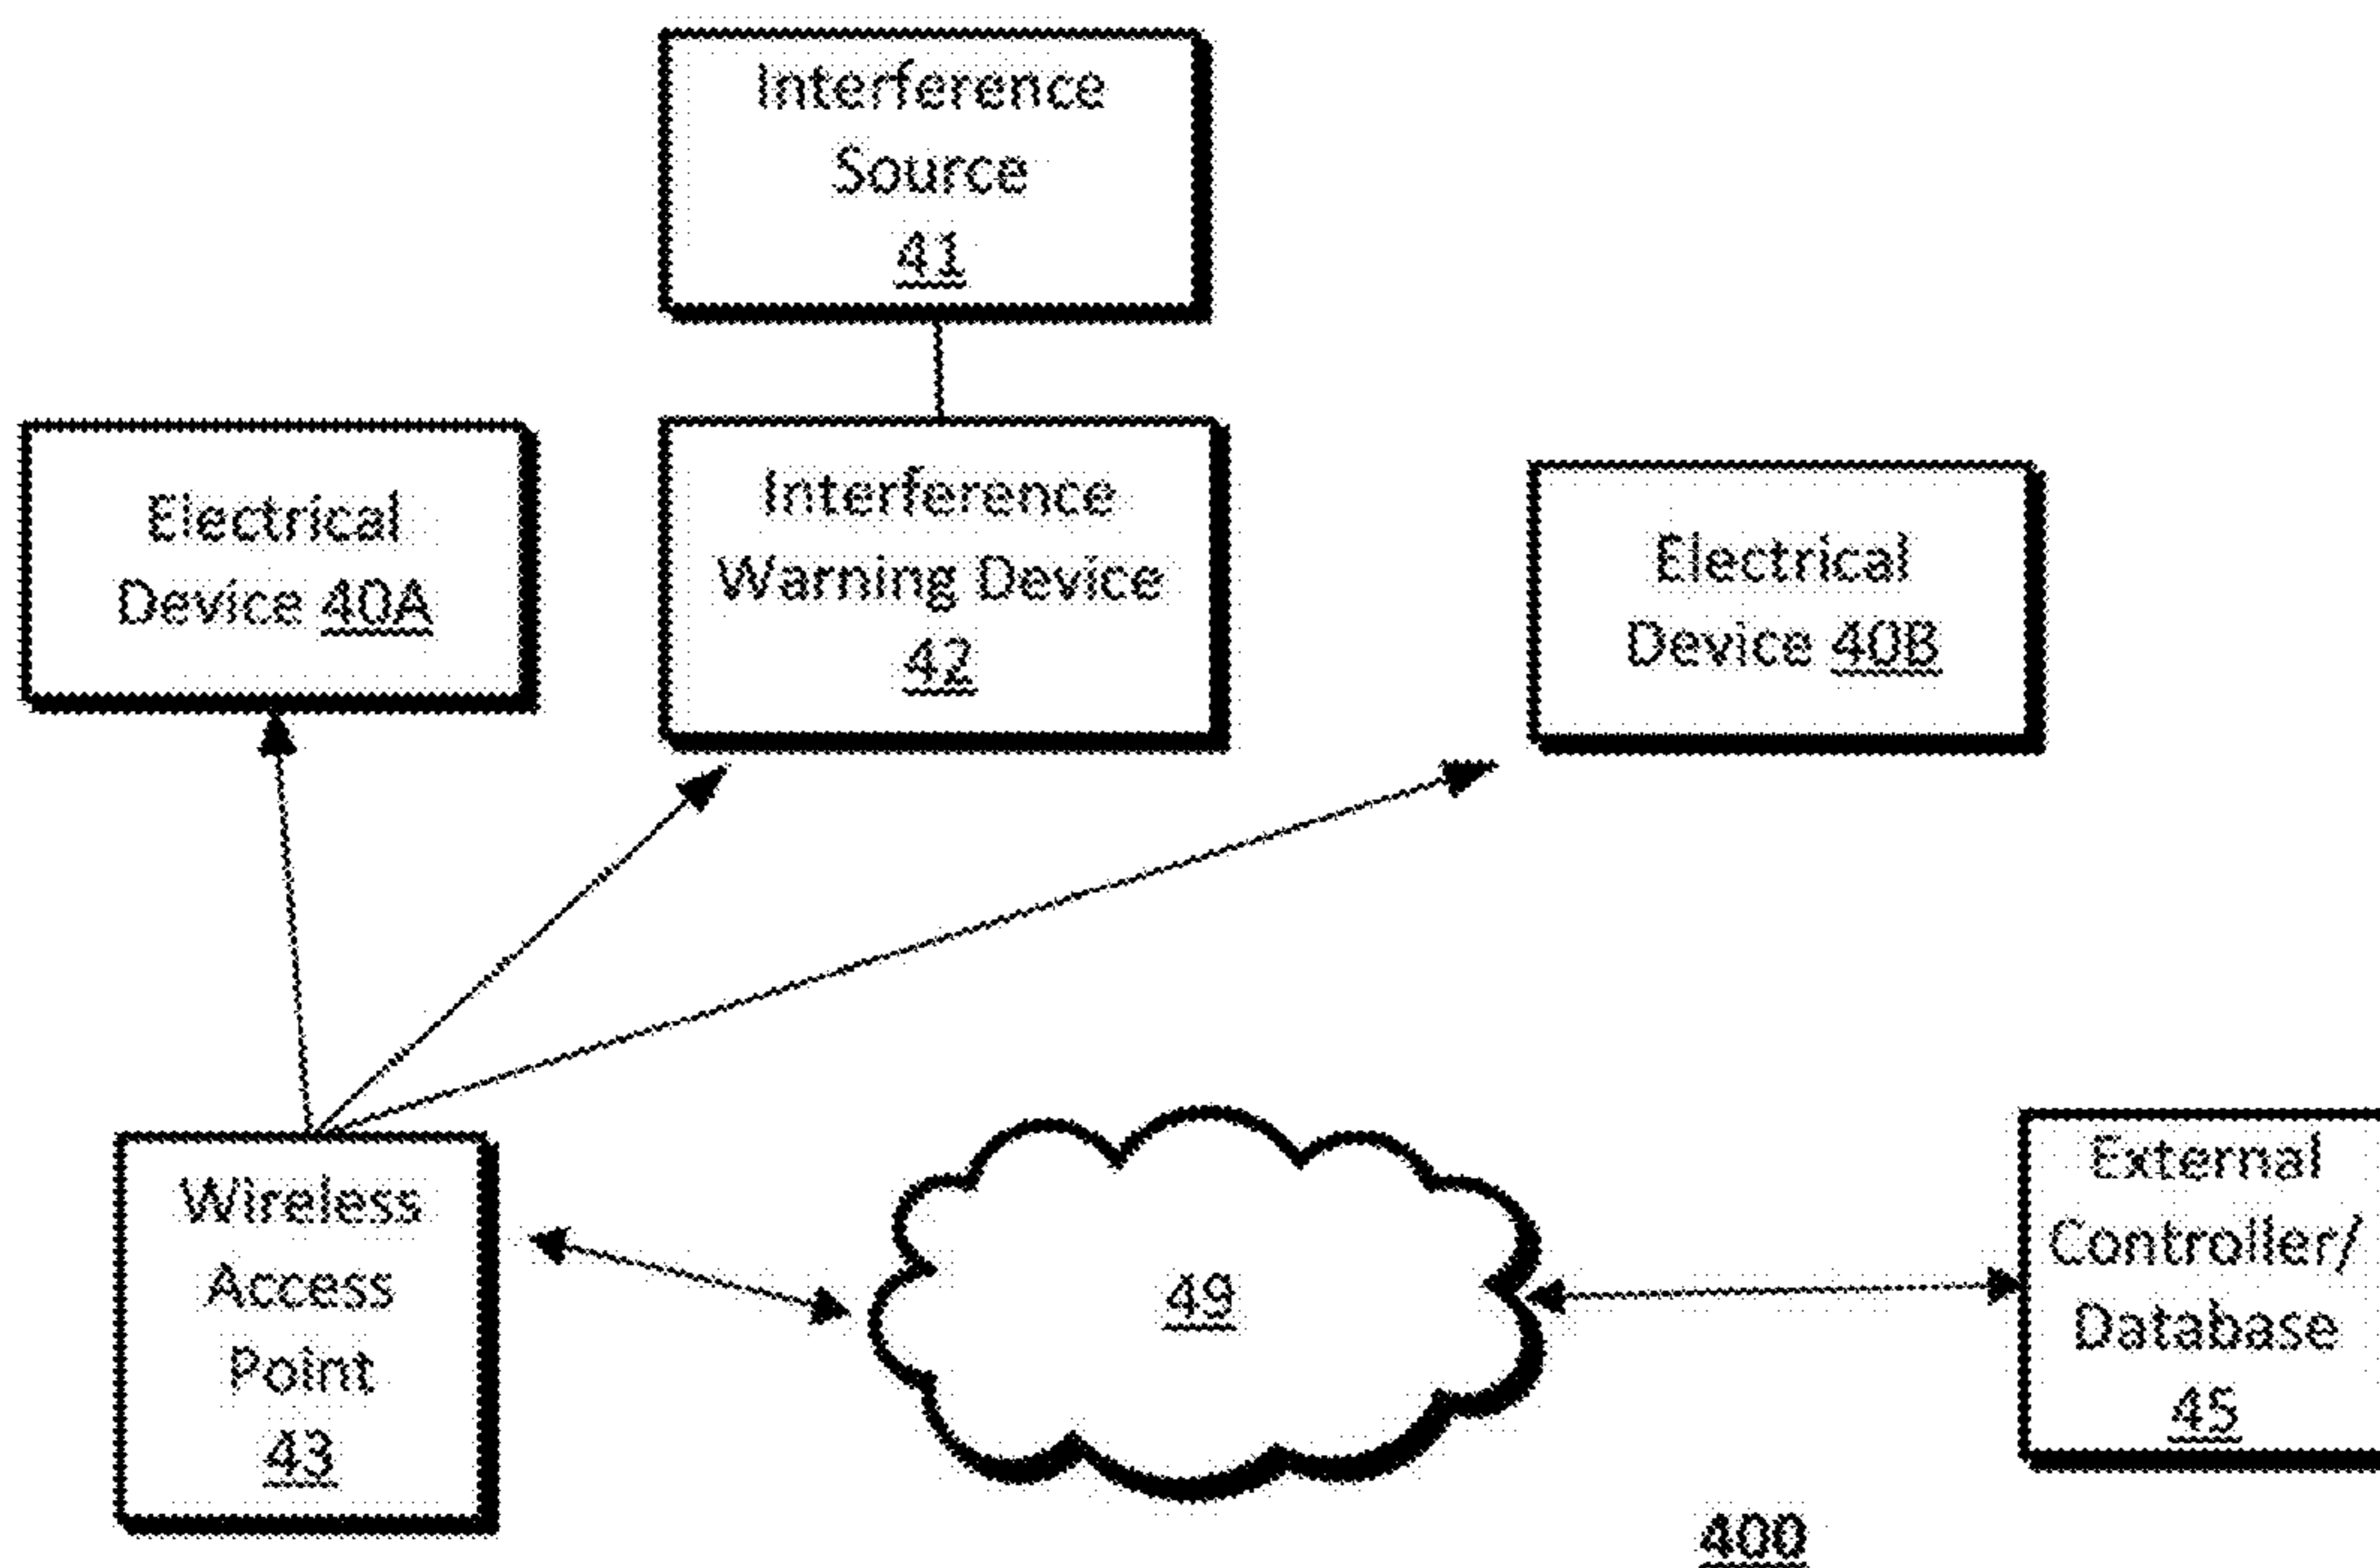 Interference
Source
41
Electrical
Device 40A
Interference
Warning Device
42
Electrical
Device 40B
Wireless
Access
Point
43
49
External
Controller/
Database
45
400